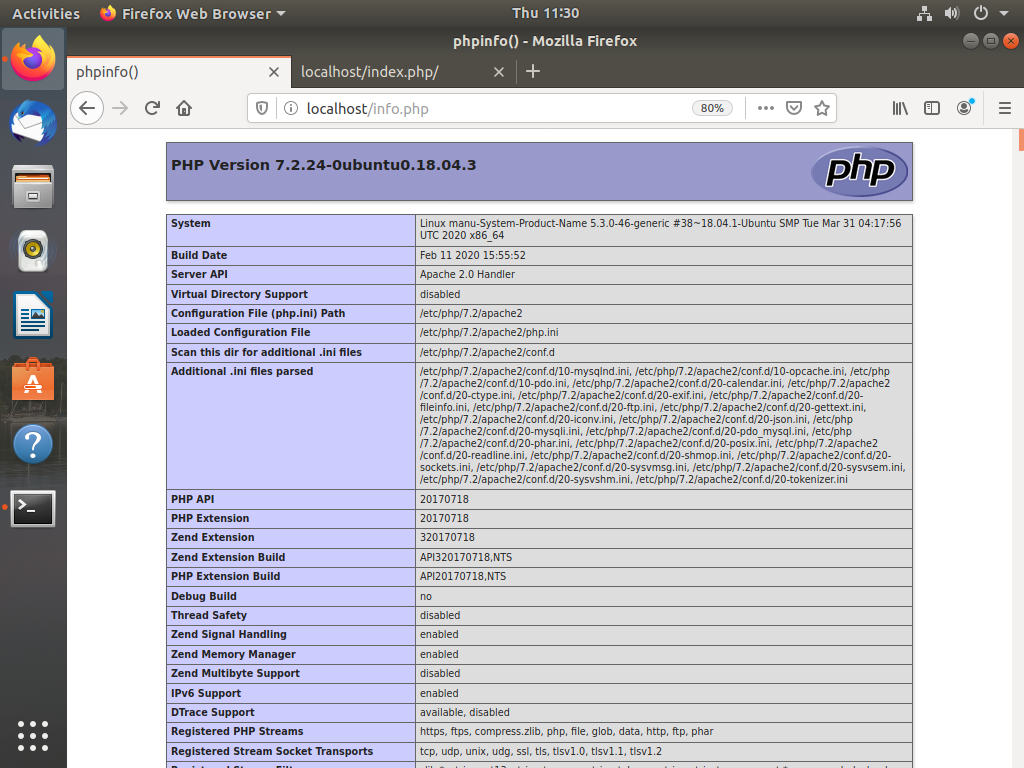 Activities
Firefox Web Browser
Thu 11:30
phpinfo() - Mozilla Firefox
phpinfo()
localhost/index.php/
localhost/info.php
80%
PHP Version 7.2.24-0ubuntu0.18.04.3
php
System
Linux manu-System-Product-Name 5.3.0-46-generic #38~18.04.1-Ubuntu SMP Tue Mar 31 04:17:56
UTC 2020 x86_64
Build Date
Feb 11 2020 15:55:52
Server API
Apache 2.0 Handler
Virtual Directory Support
disabled
Configuration File (php.ini) Path
/etc/php/7.2/apache2
Loaded Configuration File
/etc/php/7.2/apache2/php.ini
Scan this dir for additional .ini files
/etc/php/7.2/apache2/conf.d
Additional .ini files parsed
/etc/php/7.2/apache2/conf.d/10-mysqlnd.ini, /etc/php/7.2/apache2/conf.d/10-opcache.ini, /etc/php
/7.2/apache2/conf.d/10-pdo.ini, /etc/php/7.2/apache2/conf.d/20-calendar.ini, /etc/php/7.2/apache2
/conf.d/20-ctype.ini, /etc/php/7.2/apache2/conf.d/20-exif.ini, /etc/php/7.2/apache2/conf.d/20-
fileinfo.ini, /etc/php/7.2/apache2/conf.d/20-ftp.ini, /etc/php/7.2/apache2/conf.d/20-gettext.ini,
/etc/php/7.2/apache2/conf.d/20-iconv.ini, /etc/php/7.2/apache2/conf.d/20-json.ini, /etc/php
/7.2/apache2/conf.d/20-mysqli.ini, /etc/php/7.2/apache2/conf.d/20-pdo_mysql.ini, /etc/php
/7.2/apache2/conf.d/20-phar.ini, /etc/php/7.2/apache2/conf.d/20-posix.ini, /etc/php/7.2/apache2
/conf.d/20-readline.ini, /etc/php/7.2/apache2/conf.d/20-shmop.ini, /etc/php/7.2/apache2/conf.d/20-
sockets.ini, /etc/php/7.2/apache2/conf.d/20-sysvmsg.ini, /etc/php/7.2/apache2/conf.d/20-sysvsem.ini,
/etc/php/7.2/apache2/conf.d/20-sysvshm.ini, /etc/php/7.2/apache2/conf.d/20-tokenizer.ini
PHP API
20170718
PHP Extension
20170718
Zend Extension
320170718
Zend Extension Build
API320170718,NTS
PHP Extension Build
API20170718,NTS
Debug Build
no
Thread Safety
disabled
Zend Signal Handling
enabled
Zend Memory Manager
enabled
Zend Multibyte Support
disabled
IPv6 Support
enabled
DTrace Support
available, disabled
Registered PHP Streams
https, ftps, compress.zlib, php, file, glob, data, http, ftp, phar
Registered Stream Socket Transports
tcp, udp, unix, udg, ssl, tls, tlsv1.0, tlsv1.1, tlsv1.2